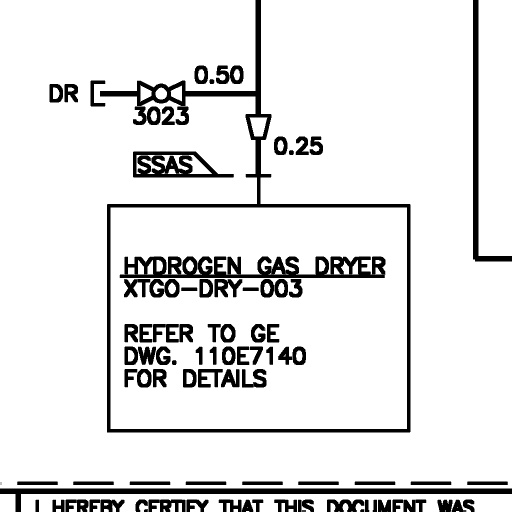 0.50
DR
3023
0.25
SSAS
HYDROGEN GAS DRYER
XTGO-DRY-003
REFER TO GE
DWG. 110E7140
FOR DETAILS
I HEREBY CERTIFY THAT THIS DOCUMENT WAS